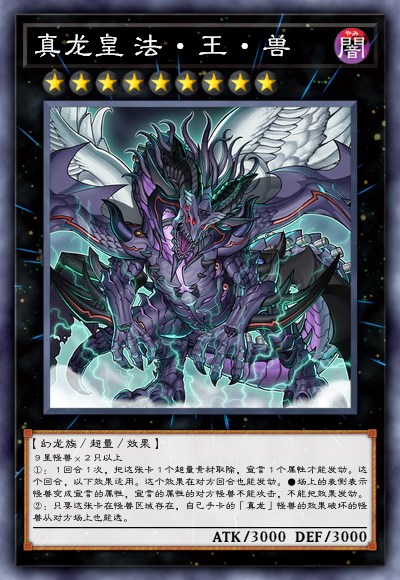 真龙皇 法·王·兽
闇
やみ
【幻龙族／超量／效果】
９星怪兽×２只以上
①：１回合１次，把这张卡１个超量素材取除，宣言１个属性才能发动。这
个回合，以下效果适用。这个效果在对方回合也能发动。●场上的表侧表示
怪兽变成宣言的属性，宣言的属性的对方怪兽不能攻击，不能把效果发动。
②：只要这张卡在怪兽区域存在，自己手卡的「真龙」怪兽的效果破坏的怪
兽从对方场上也能选。
ATK/3000 DEF/3000